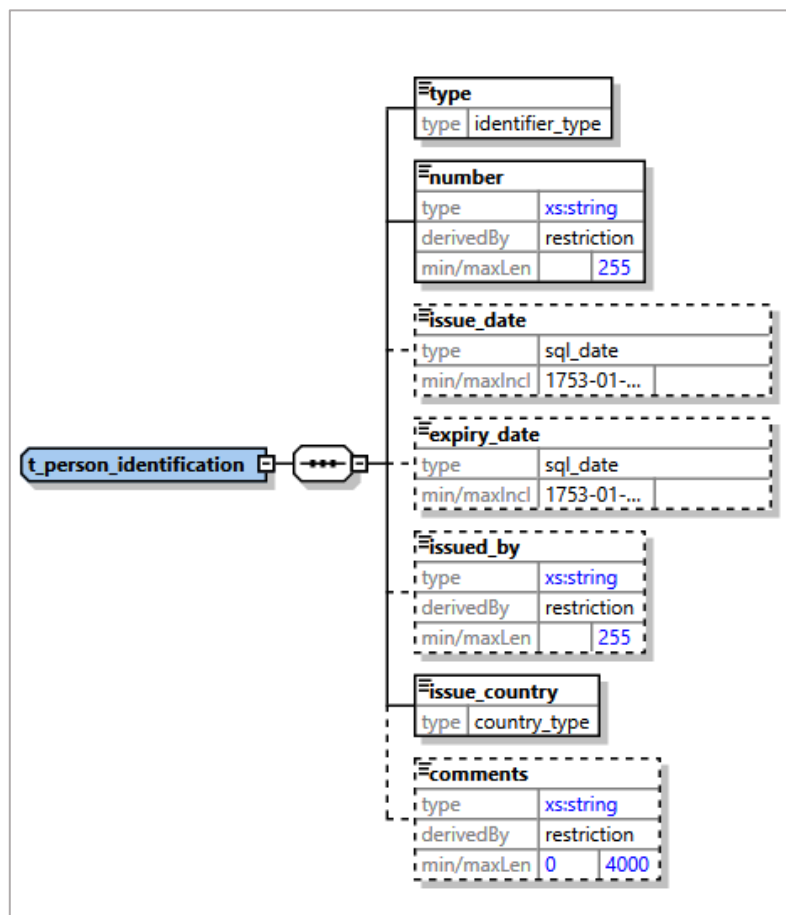 type
type identifier_type
number
type xs:string
derivedBy restriction
min/maxLen 255
issue_date
type sql_date
min/maxIncl 1753-01-...
t_person_identification
expiry_date
type sql_date
min/maxIncl 1753-01-...
issued_by
type xs:string
derivedBy restriction
min/maxLen 255
issue_country
type country_type
comments
type xs:string
derivedBy restriction
min/maxLen 0 4000